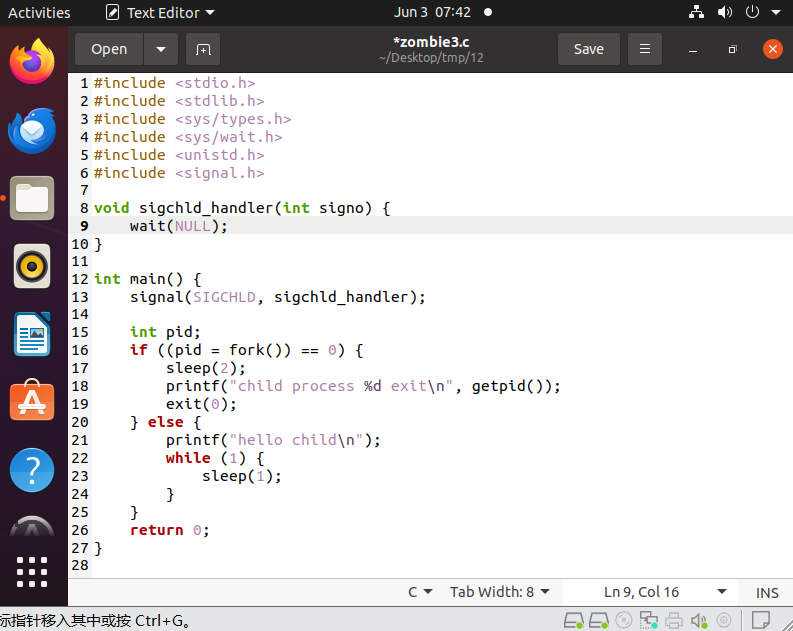 Activities Text Editor Jun 3 07:42
Open *zombie3.c Save
~/Desktop/tmp/12
1 #include <stdio.h>
2 #include <stdlib.h>
3 #include <sys/types.h>
4 #include <sys/wait.h>
5 #include <unistd.h>
6 #include <signal.h>
7
8 void sigchld_handler(int signo) {
9     wait(NULL);
10 }
11
12 int main() {
13     signal(SIGCHLD, sigchld_handler);
14
15     int pid;
16     if ((pid = fork()) == 0) {
17         sleep(2);
18         printf("child process %d exit\n", getpid());
19         exit(0);
20     } else {
21         printf("hello child\n");
22         while (1) {
23             sleep(1);
24         }
25     }
26     return 0;
27 }
28
C Tab Width: 8 Ln 9, Col 16 INS
标指针移入其中或按 Ctrl+G。